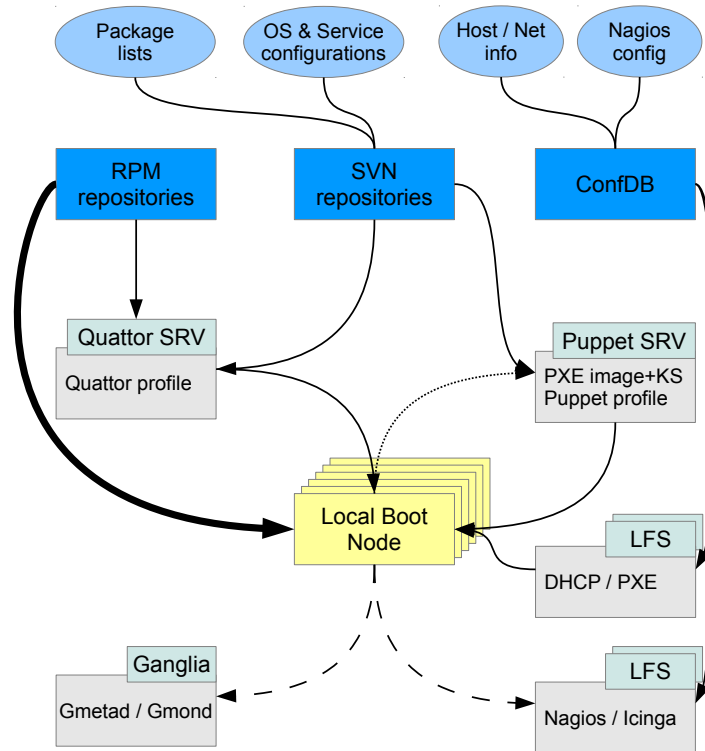 Package
lists
OS & Service
configurations
Host / Net
info
Nagios
config
RPM
repositories
SVN
repositories
ConfDB
Quattor SRV
Quattor profile
Puppet SRV
PXE image+KS
Puppet profile
Local Boot
Node
LFS
DHCP / PXE
Ganglia
Gmetad / Gmond
LFS
Nagios / Icinga